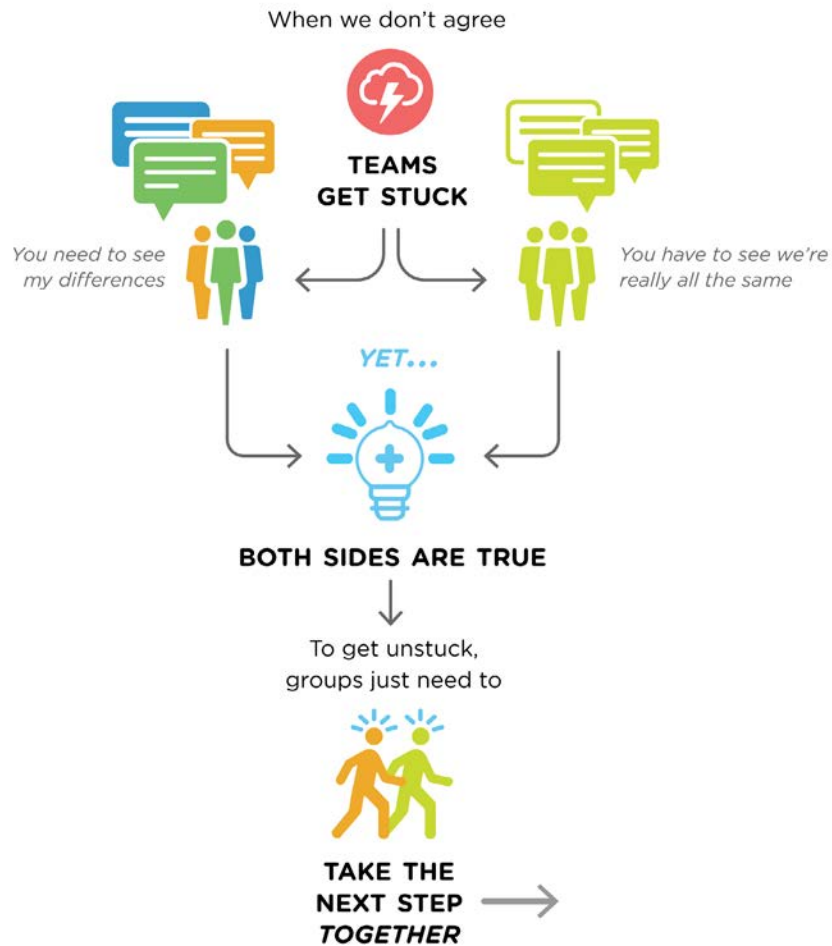 When we don't agree
TEAMS
GET STUCK
You need to see
my differences
You have to see we're
really all the same
YET...
BOTH SIDES ARE TRUE
To get unstuck,
groups just need to
TAKE THE
NEXT STEP
TOGETHER